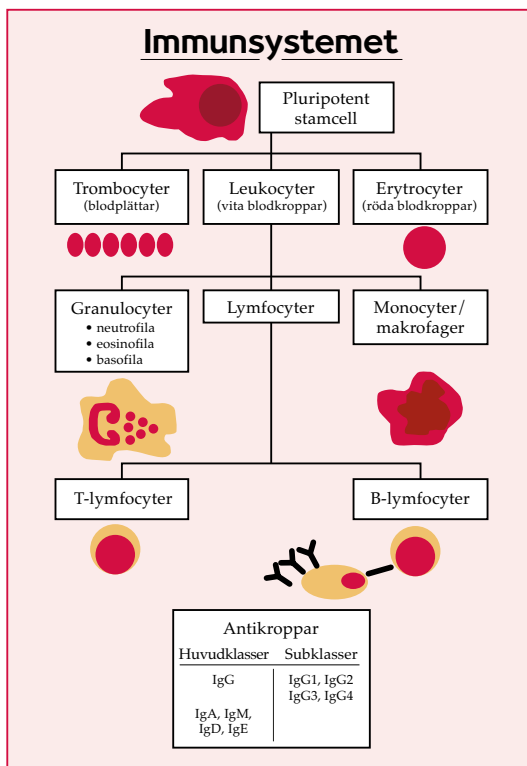 Immunsystemet
Pluripotent
stamcell
Trombocyter
(blodplättar)
Leukocyter
(vita blodkroppar)
Erytrocyter
(röda blodkroppar)
Granulocyter
• neutrofila
• eosinofila
• basofila
Lymfocyter
Monocyter/
makrofager
T-lymfocyter
B-lymfocyter
Antikroppar
Huvudklasser Subklasser
IgG
IgG1, IgG2
IgG3, IgG4
IgA, IgM,
IgD, IgE